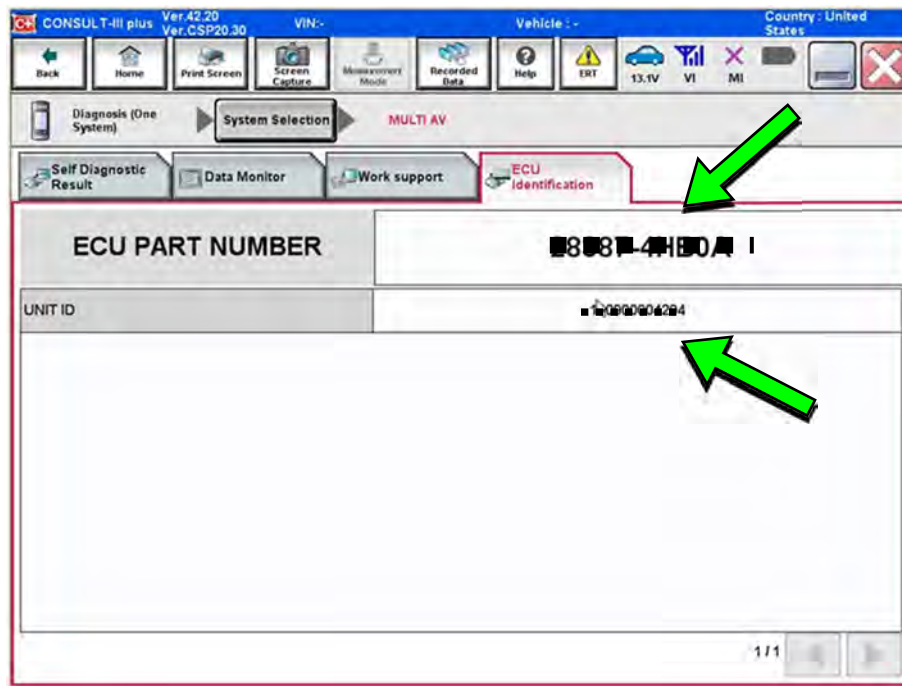 C+ CONSULT-III plus Ver.42.20 Ver.CSP20.30 VIN:- Vehicle : - Country : United States
Back Home Print Screen Screen Capture Measurement Mode Recorded Data Help ERT 13.1V VI MI
Diagnosis (One System) System Selection MULTI AV
Self Diagnostic Result Data Monitor Work support ECU Identification
ECU PART NUMBER
UNIT ID
1/1